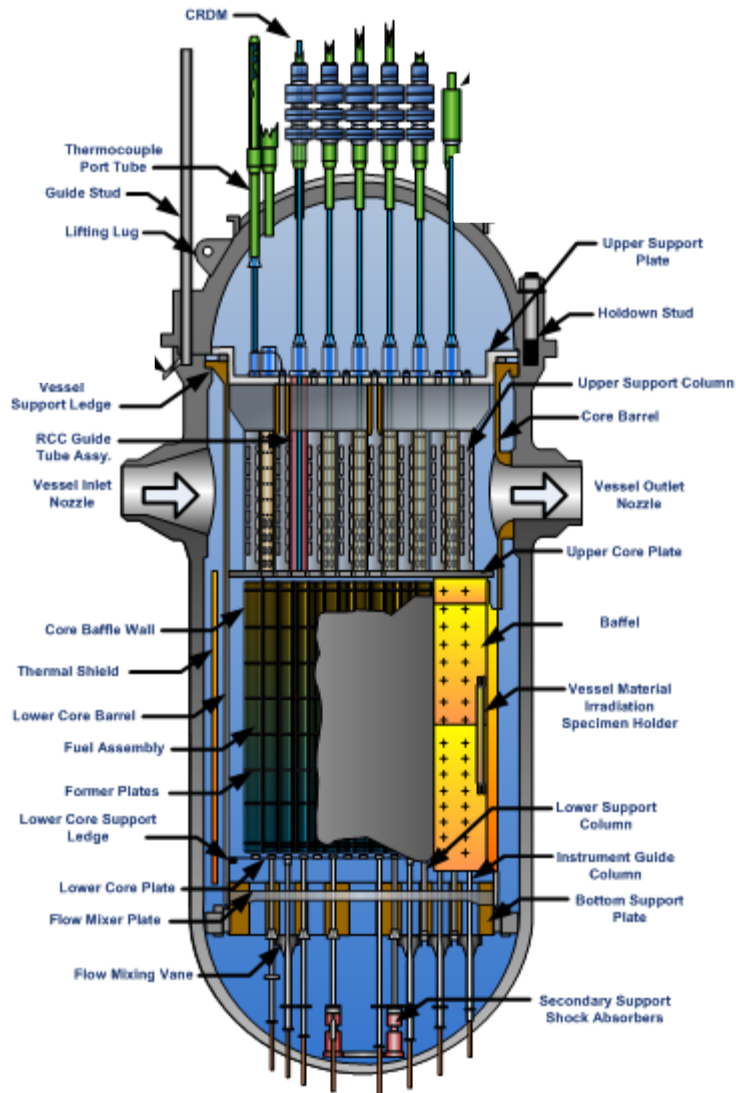 CRDM
Thermocouple
Port Tube
Guide Stud
Lifting Lug
Upper Support
Plate
Holddown Stud
Vessel
Support Ledge
Upper Support Column
Core Barrel
RCC Guide
Tube Assy.
Vessel Inlet
Nozzle
Vessel Outlet
Nozzle
Upper Core Plate
Core Baffle Wall
Baffel
Thermal Shield
Vessel Material
Irradiation
Specimen Holder
Lower Core Barrel
Fuel Assembly
Former Plates
Lower Core Support
Ledge
Lower Support
Column
Instrument Guide
Column
Lower Core Plate
Bottom Support
Plate
Flow Mixer Plate
Flow Mixing Vane
Secondary Support
Shock Absorbers